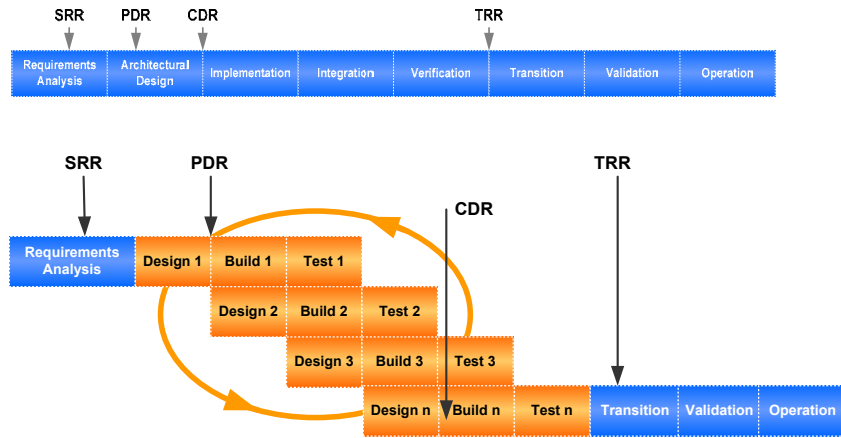 SRR PDR CDR TRR
Requirements Analysis Architectural Design Implementation Integration Verification Transition Validation Operation
SRR PDR TRR
CDR
Requirements Analysis Design 1 Build 1 Test 1
Design 2 Build 2 Test 2
Design 3 Build 3 Test 3
Design n Build n Test n Transition Validation Operation